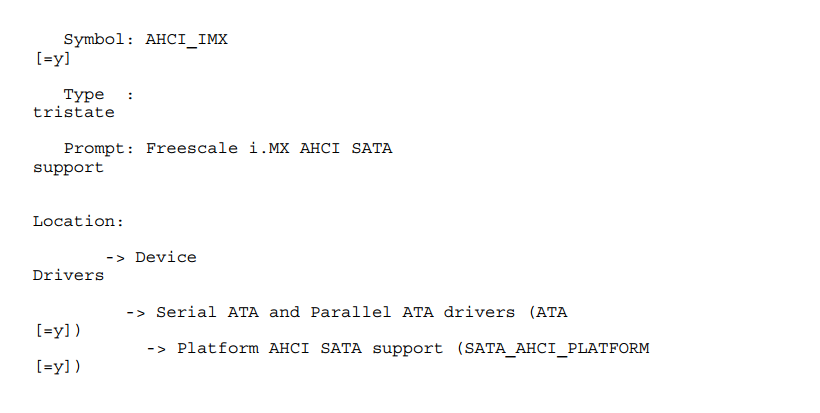 Symbol: AHCI_IMX
[=y]
Type  :
tristate
Prompt: Freescale i.MX AHCI SATA
support
Location:
-> Device
Drivers
-> Serial ATA and Parallel ATA drivers (ATA
[=y])
-> Platform AHCI SATA support (SATA_AHCI_PLATFORM
[=y])